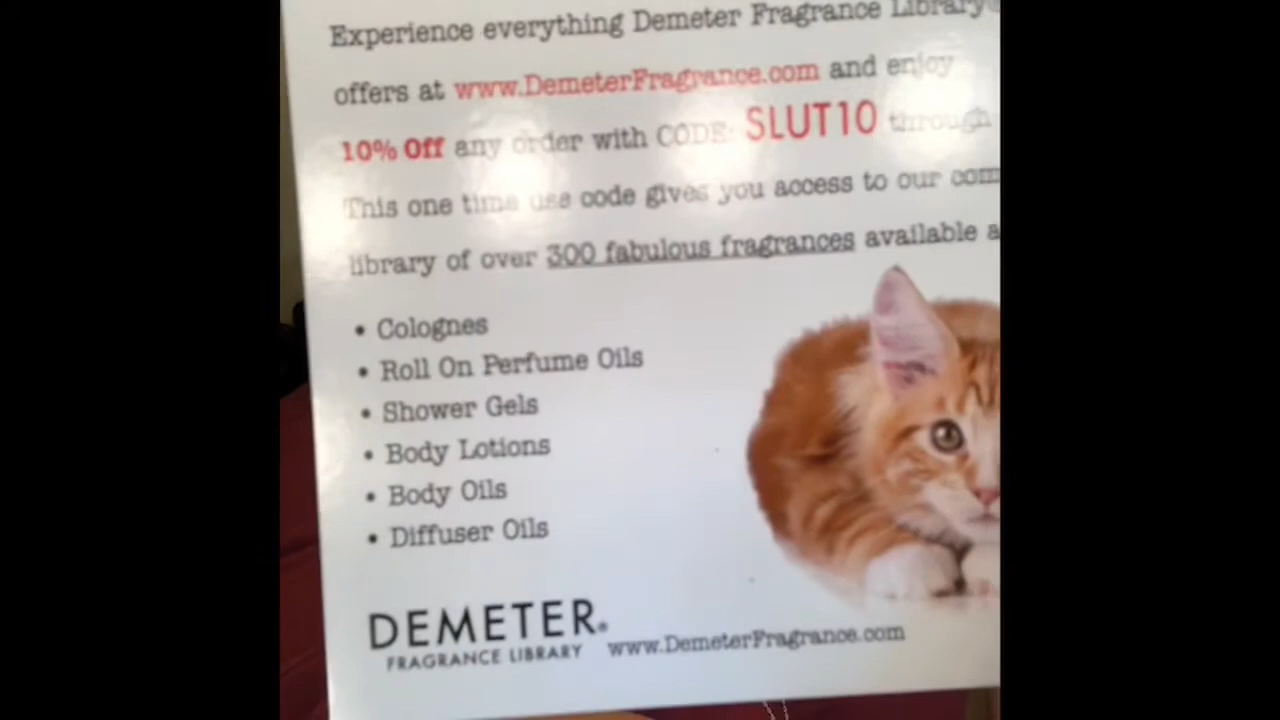 Experience everything Demeter Fragrance Library
offers at www.DemeterFragrance.com and enjoy
10% Off any order with CODE: SLUT10 through
This one time use code gives you access to our com
library of over 300 fabulous fragrances available a
• Colognes
• Roll On Perfume Oils
• Shower Gels
• Body Lotions
• Body Oils
• Diffuser Oils
DEMETER®
FRAGRANCE LIBRARY www.DemeterFragrance.com